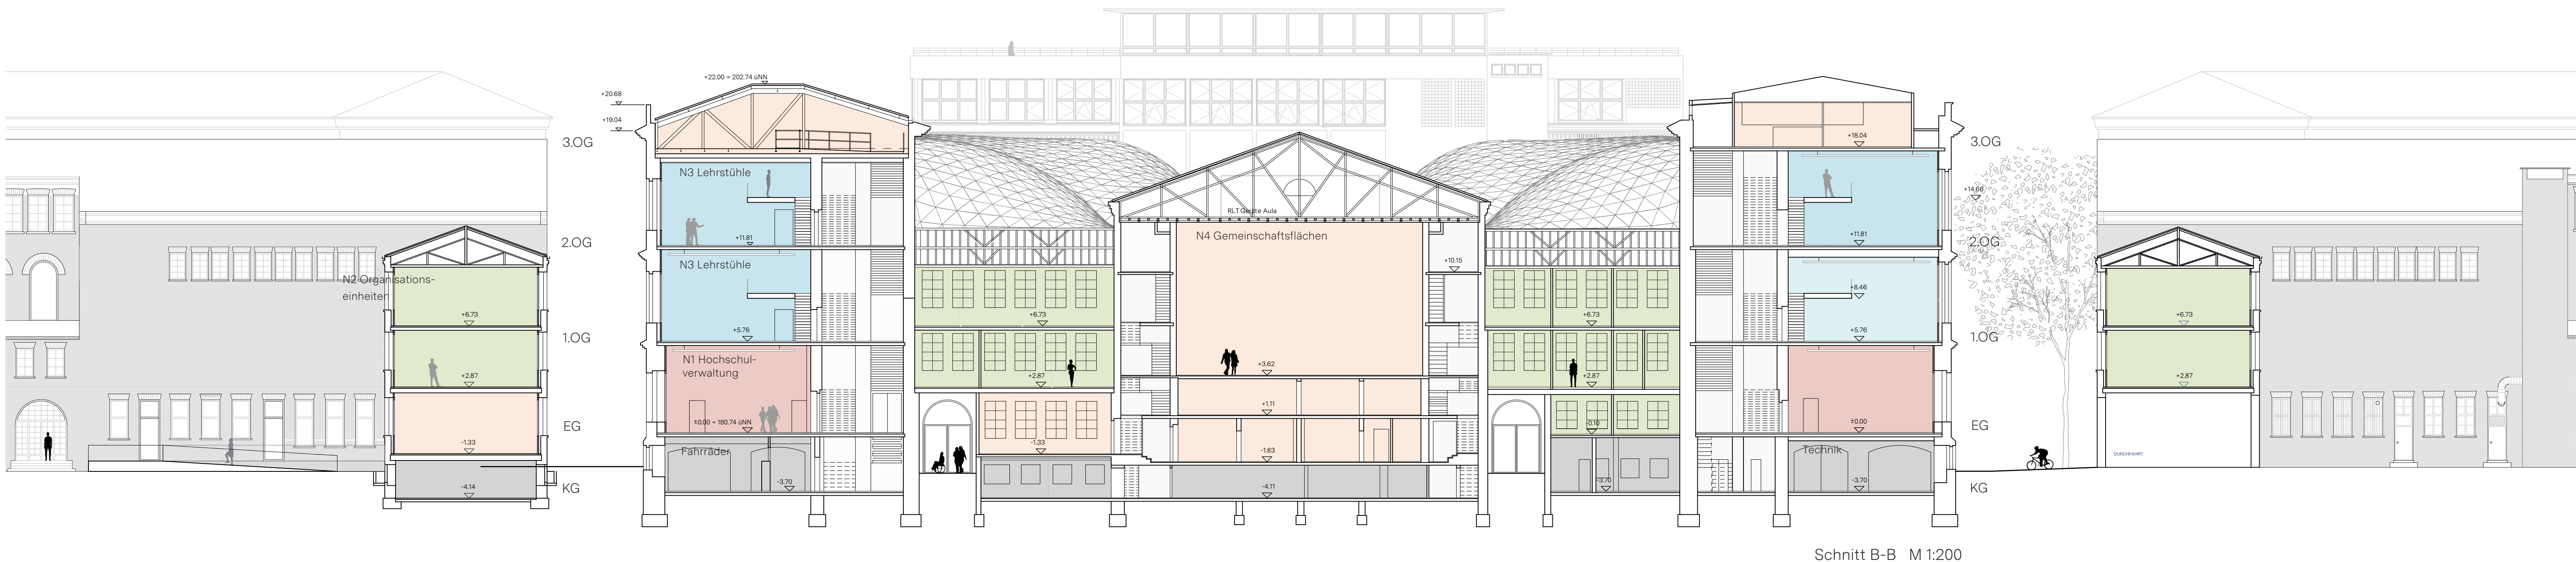 +22.00 = 202.74 üNN
+20.68
+19.04
3.OG
3.OG
+18.04
N3 Lehrstühle
+14.68
RLT Geräte Aula
N4 Gemeinschaftsflächen
+11.81
+11.81
2.OG
2.OG
N3 Lehrstühle
+10.15
N2 Organisations-
einheiten
+8.46
+6.73
+6.73
+6.73
+6.73
+5.76
+5.76
1.OG
1.OG
N1 Hochschul-
verwaltung
+3.62
+2.87
+2.87
+2.87
+2.87
+1.11
±0.00 = 180.74 üNN
-0.10
±0.00
EG
EG
-1.33
-1.33
-1.83
Fahrräder
Technik
DURCHFAHRT.
-3.70
-3.70
-3.70
-4.14
-4.11
KG
KG
Schnitt B-B M 1:200